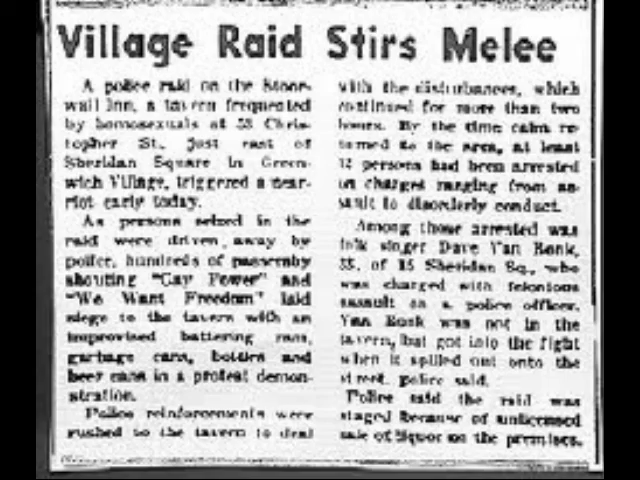 Village Raid Stirs Melee
A police raid on the Stone-
wall Inn, a tavern frequented
by homosexuals at 53 Chris-
topher St., just east of
Sheridan Square in Green-
wich Village, triggered a near-
riot early today.
As persons seized in the
raid were driven away by
police, hundreds of passersby
shouting "Gay Power" and
"We Want Freedom" laid
siege to the tavern with an
improvised battering ram,
garbage cans, bottles and
beer cans in a protest demon-
stration.
Police reinforcements were
rushed to the tavern to deal
with the disturbances, which
continued for more than two
hours. By the time calm re-
turned to the area, at least
12 persons had been arrested
on charges ranging from as-
sault to disorderly conduct.
Among those arrested was
folk singer Dave Van Ronk,
33, of 15 Sheridan Sq., who
was charged with felonious
assault on a police officer.
Van Ronk was not in the
tavern, but got into the fight
when it spilled out onto the
street, police said.
Police said the raid was
staged because of unlicensed
sale of liquor on the premises.